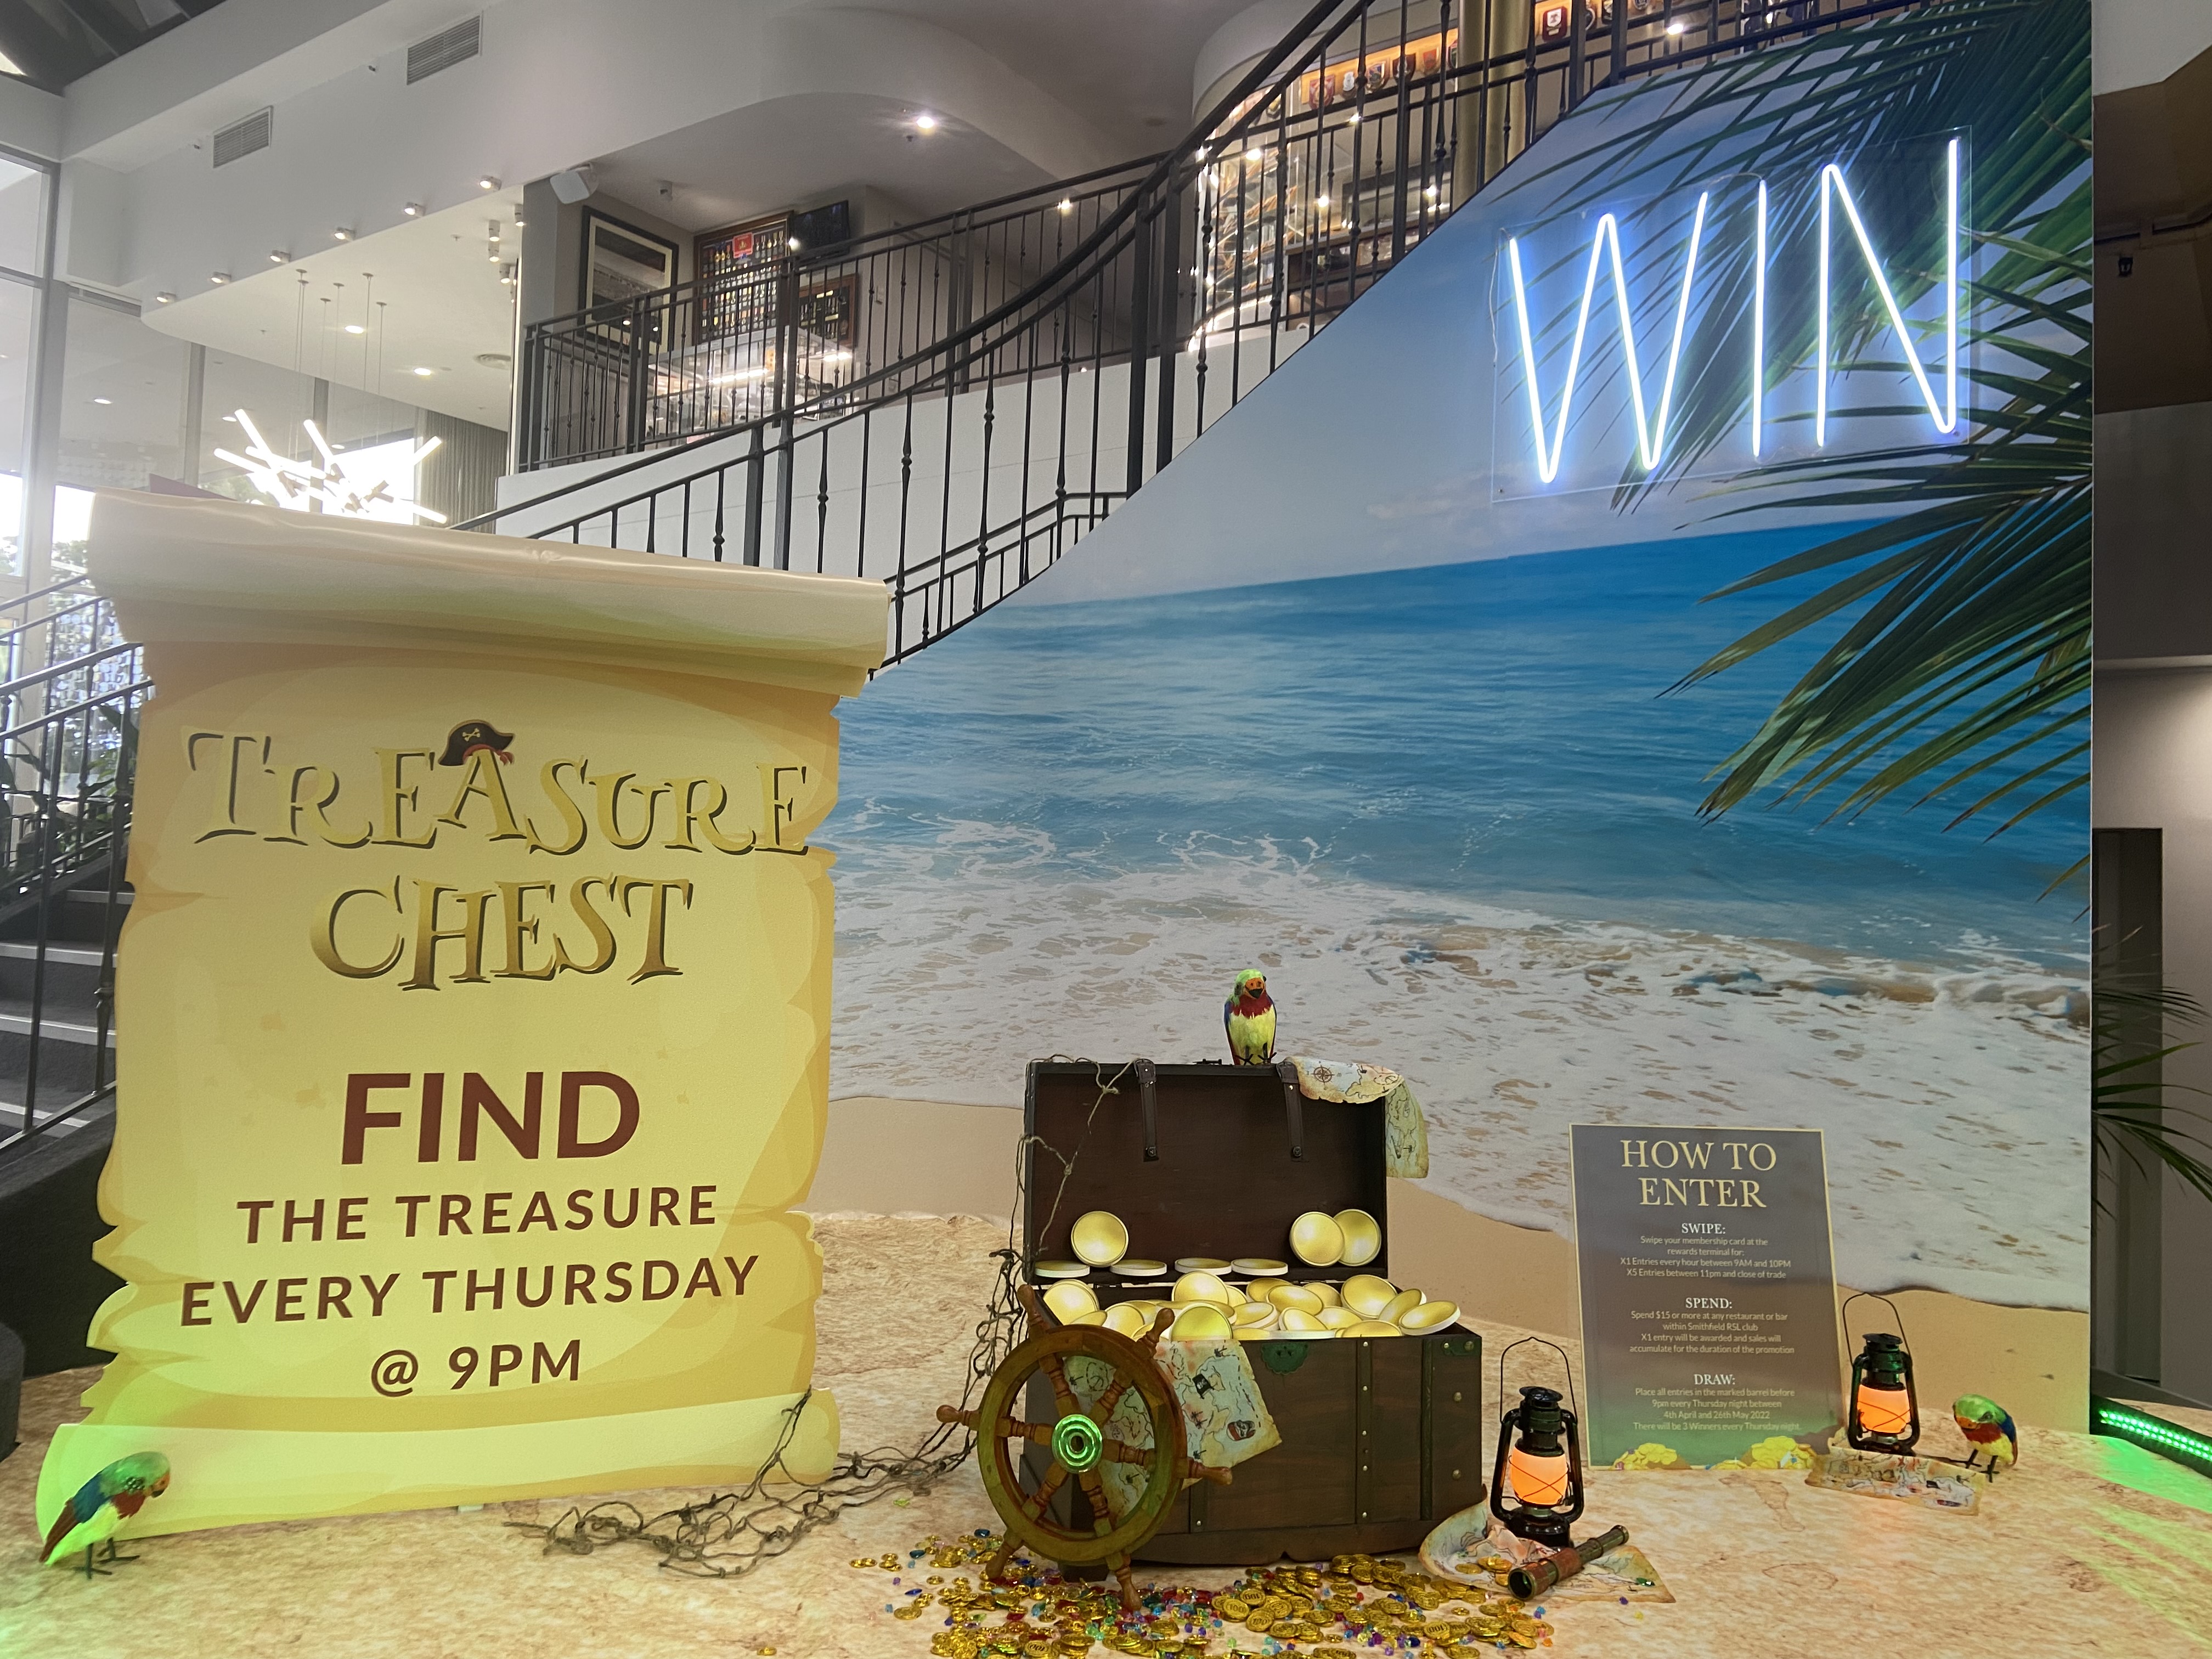 WIN
TREASURE
CHEST
FIND
THE TREASURE
EVERY THURSDAY
@ 9PM
HOW TO
ENTER
SWIPE:
Swipe your membership card at the
rewards terminal for:
X1 Entries every hour between 9AM and 10PM
X5 Entries between 11pm and close of trade
SPEND:
Spend $15 or more at any restaurant or bar
within Smithfield RSL club
X1 entry will be awarded and sales will
accumulate for the duration of the promotion
DRAW:
Place all entries in the marked barrel before
9pm every Thursday night between
4th April and 26th May 2022
There will be 3 Winners every Thursday night